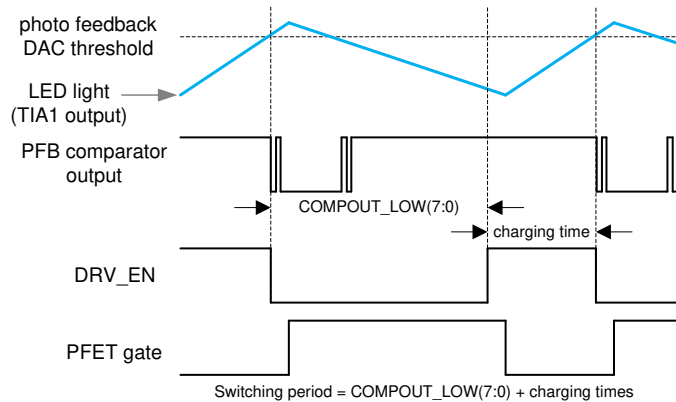 photo feedback
DAC threshold
LED light
(TIA1 output)
PFB comparator
output
COMPOUT_LOW(7:0)
charging time
DRV_EN
PFET gate
Switching period = COMPOUT_LOW(7:0) + charging times